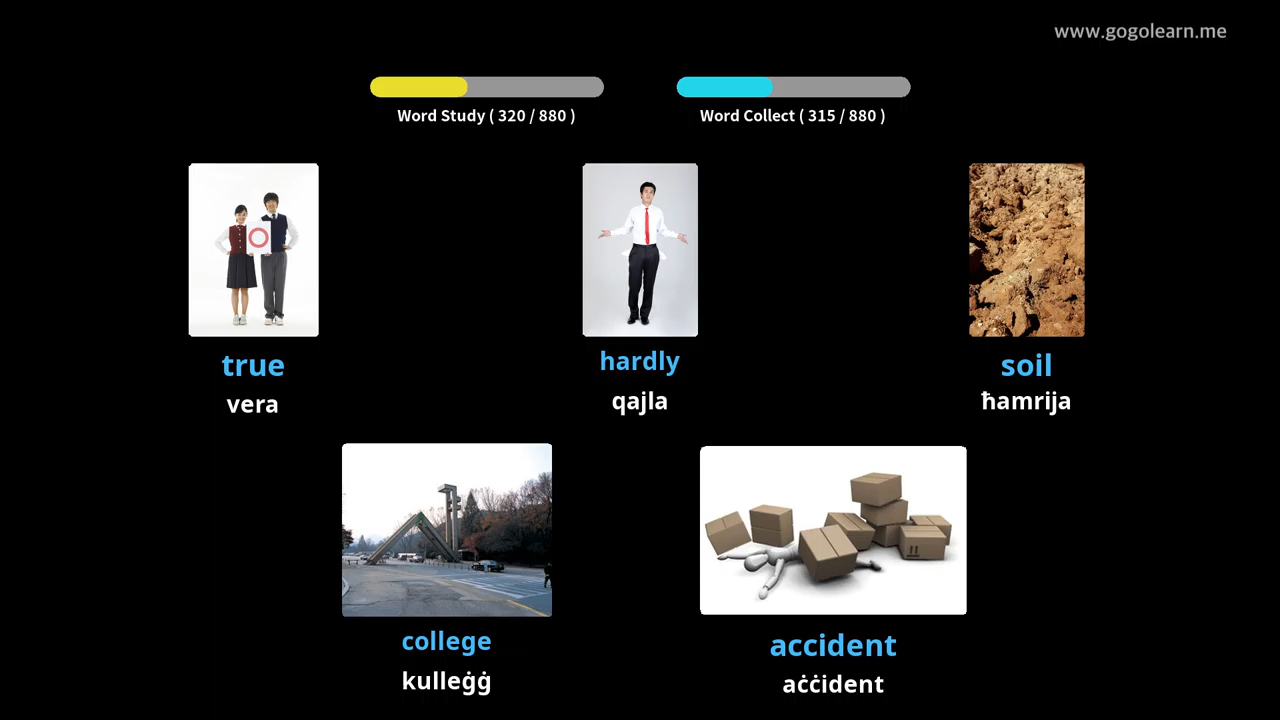 www.gogolearn.me
Word Study ( 320 / 880 )
Word Collect ( 315 / 880 )
true
vera
hardly
qajla
soil
ħamrija
college
kulleġġ
accident
aċċident